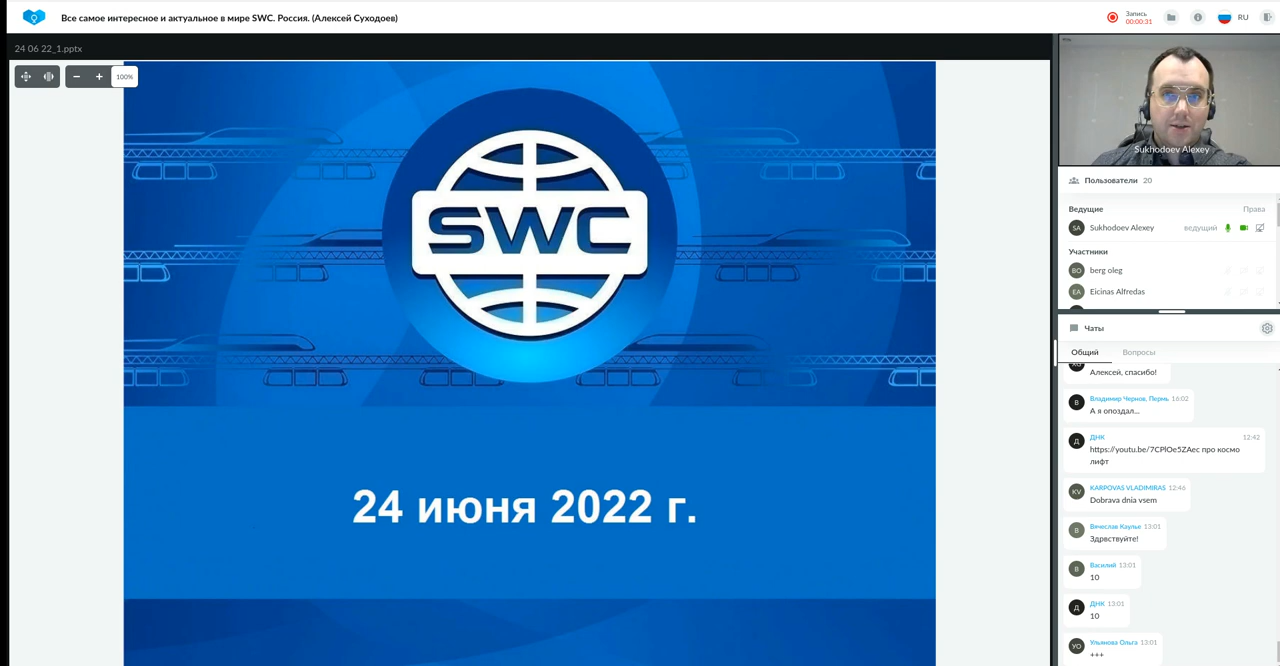 Все самое интересное и актуальное в мире SWC. Россия. (Алексей Суходоев)
Запись
00:00:31
RU
24 06 22_1.pptx
100%
SWC
24 июня 2022 г.
Sukhodoev Alexey
Пользователи 20
Ведущие Права
SA Sukhodoev Alexey ведущий
Участники
BO berg oleg
EA Eicinas Alfredas
Чаты
Общий Вопросы
Алексей, спасибо!
Владимир Чернов, Пермь 16:02
В А я опоздал...
ДНК 12:42
Д https://youtu.be/7CPlOe5ZAec про космо
лифт
KARPOVAS VLADIMIRAS 12:46
KV Dobrava dnia vsem
Вячеслав Каулье 13:01
В Здрвствуйте!
Василий 13:01
В 10
ДНК 13:01
Д 10
Ульянова Ольга 13:01
УО +++